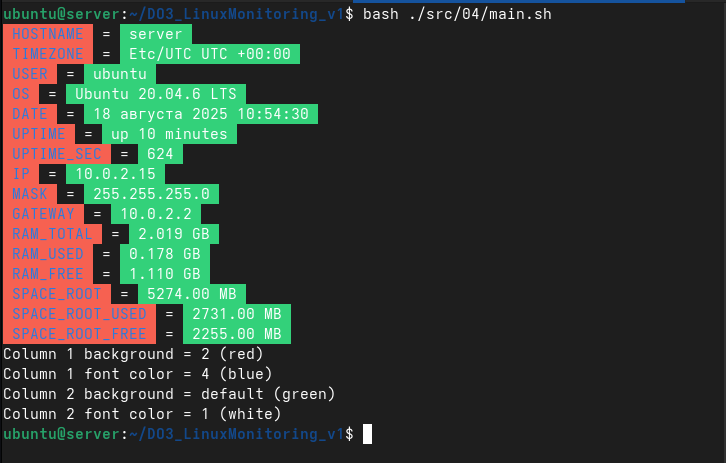 ubuntu@server:~/DO3_LinuxMonitoring_v1$ bash ./src/04/main.sh
HOSTNAME = server
TIMEZONE = Etc/UTC UTC +00:00
USER = ubuntu
OS = Ubuntu 20.04.6 LTS
DATE = 18 августа 2025 10:54:30
UPTIME = up 10 minutes
UPTIME_SEC = 624
IP = 10.0.2.15
MASK = 255.255.255.0
GATEWAY = 10.0.2.2
RAM_TOTAL = 2.019 GB
RAM_USED = 0.178 GB
RAM_FREE = 1.110 GB
SPACE_ROOT = 5274.00 MB
SPACE_ROOT_USED = 2731.00 MB
SPACE_ROOT_FREE = 2255.00 MB
Column 1 background = 2 (red)
Column 1 font color = 4 (blue)
Column 2 background = default (green)
Column 2 font color = 1 (white)
ubuntu@server:~/DO3_LinuxMonitoring_v1$